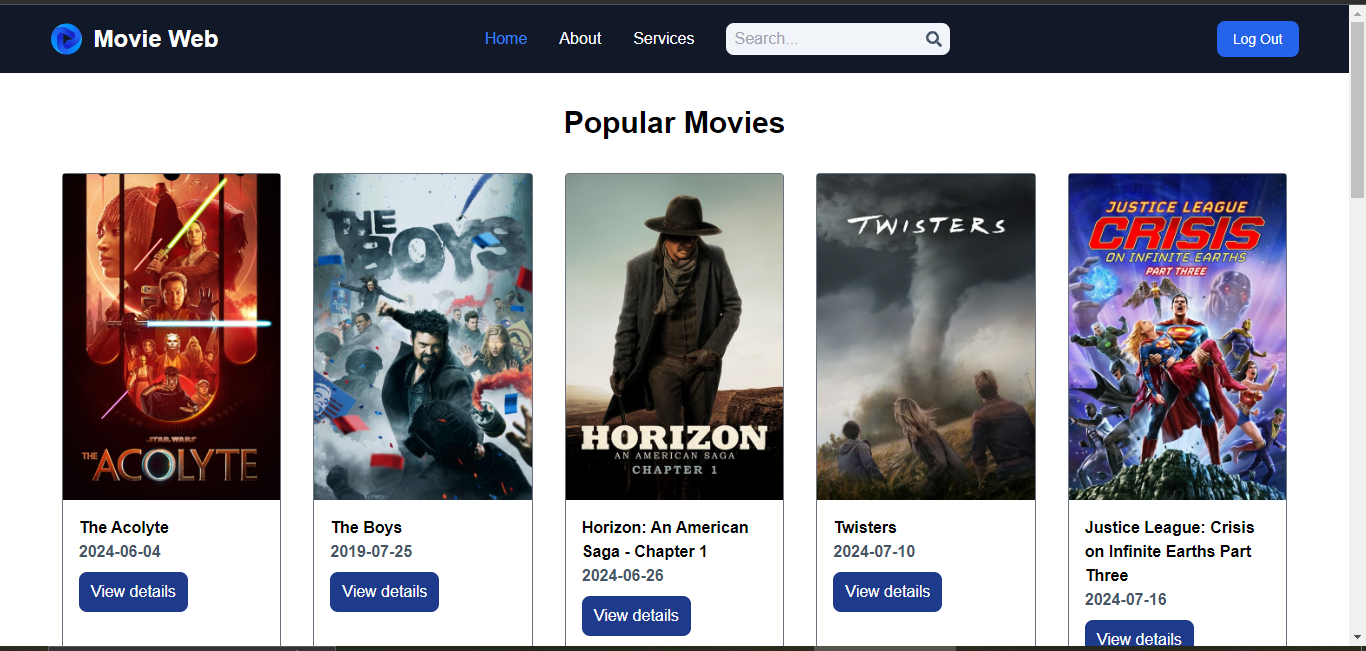 Movie Web
Home
About
Services
Search...
Log Out
Popular Movies
STAR WARS
THE ACOLYTE
The Acolyte
2024-06-04
View details
THE
BOYS
The Boys
2019-07-25
View details
HORIZON
AN AMERICAN SAGA
CHAPTER 1
Horizon: An American
Saga - Chapter 1
2024-06-26
View details
TWISTERS
Twisters
2024-07-10
View details
JUSTICE LEAGUE
CRISIS
ON INFINITE EARTHS
PART THREE
Justice League: Crisis
on Infinite Earths Part
Three
2024-07-16
View details